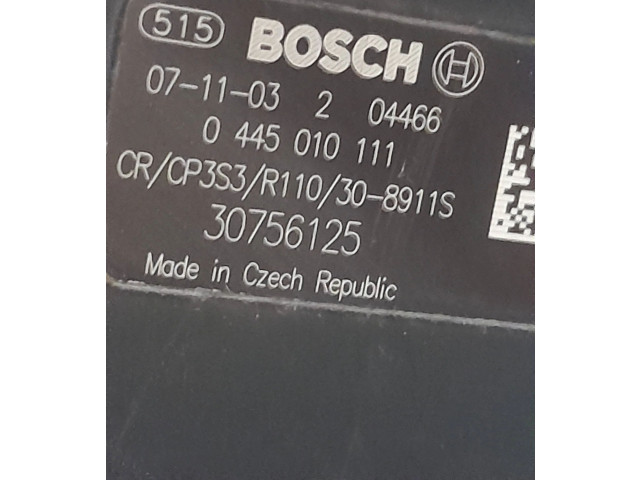 515 BOSCH
07-11-03 2 04466
0 445 010 111
CR/CP3S3/R110/30-8911S
30756125
Made in Czech Republic